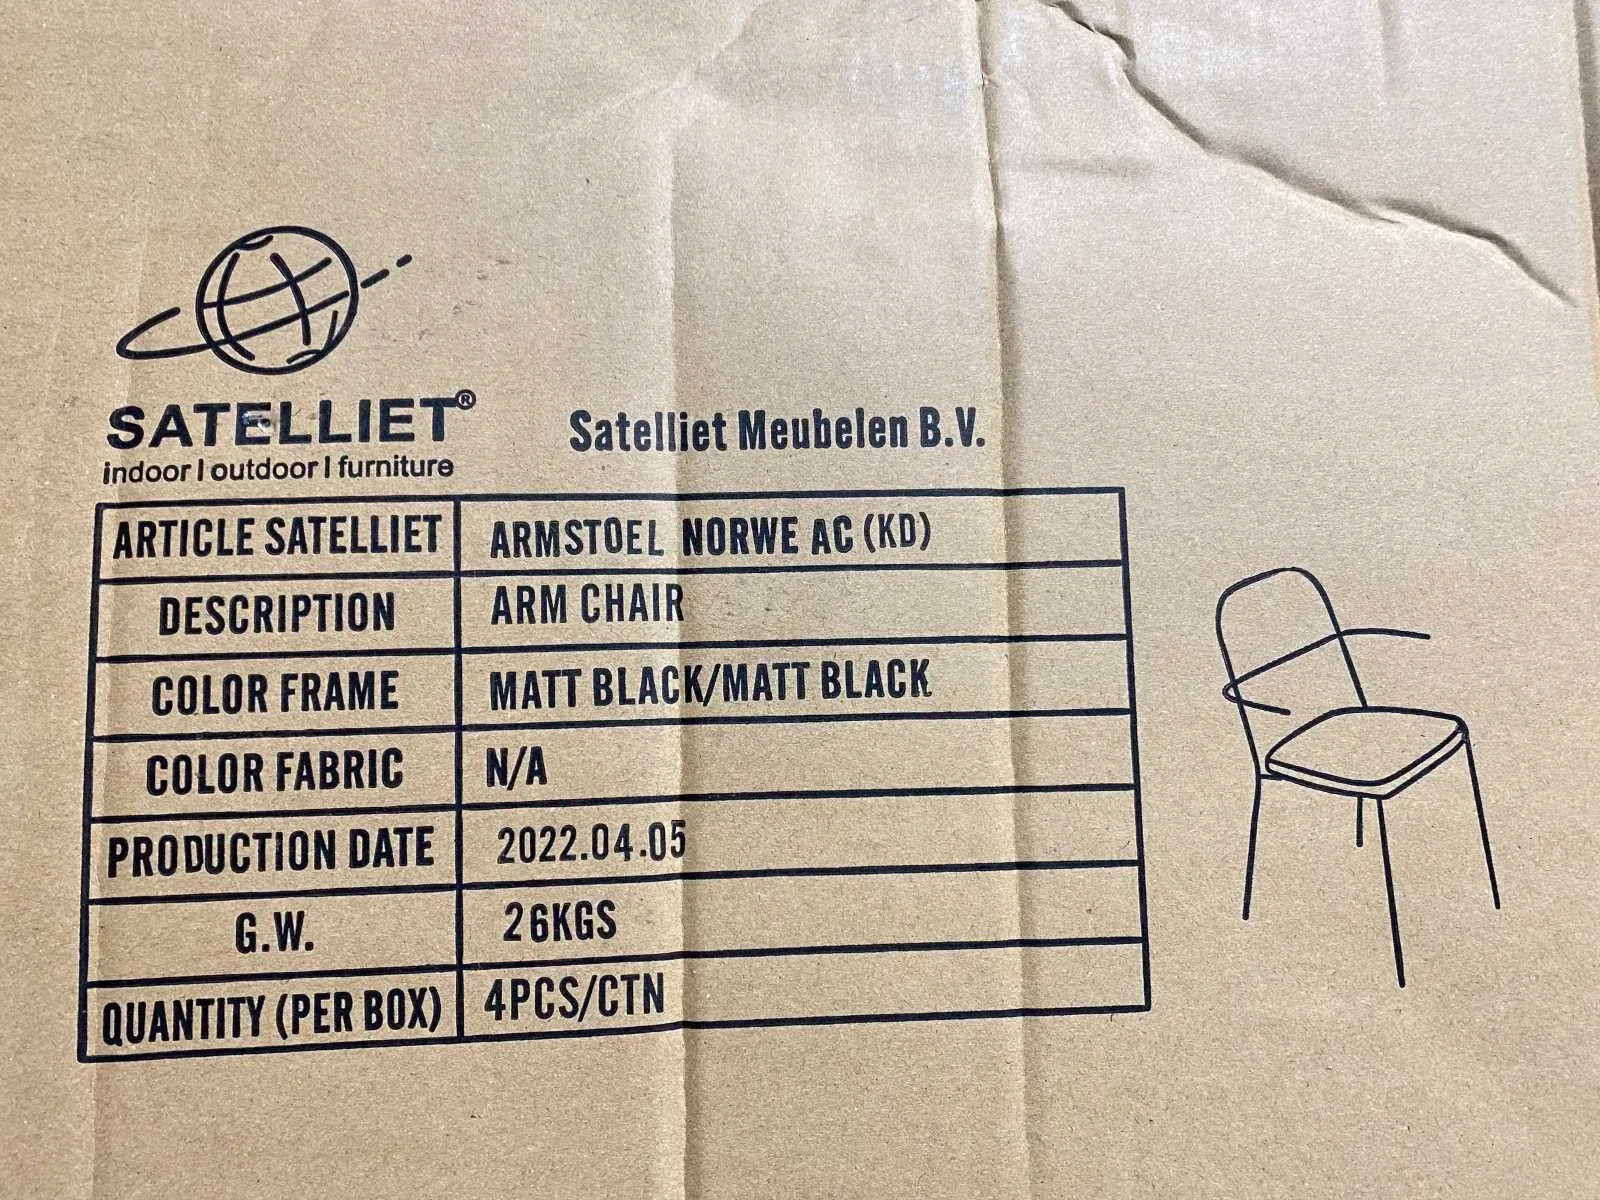 SATELLIET®
indoor | outdoor | furniture
Satelliet Meubelen B.V.
ARTICLE SATELLIET ARMSTOEL NORWE AC (KD)
DESCRIPTION ARM CHAIR
COLOR FRAME MATT BLACK/MATT BLACK
COLOR FABRIC N/A
PRODUCTION DATE 2022.04.05
G.W. 26KGS
QUANTITY (PER BOX) 4PCS/CTN